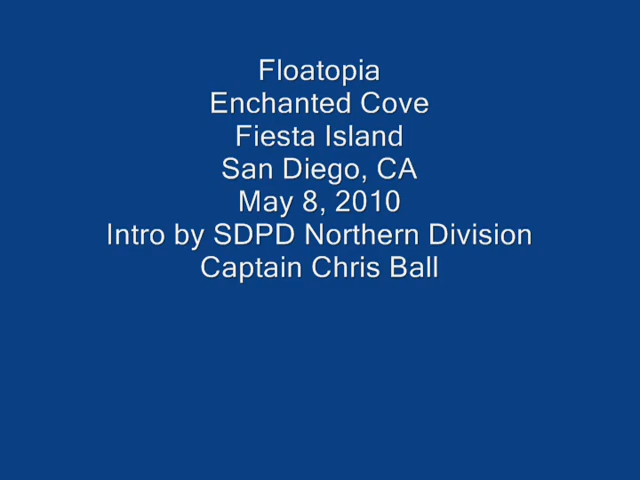 Floatopia
Enchanted Cove
Fiesta Island
San Diego, CA
May 8, 2010
Intro by SDPD Northern Division
Captain Chris Ball